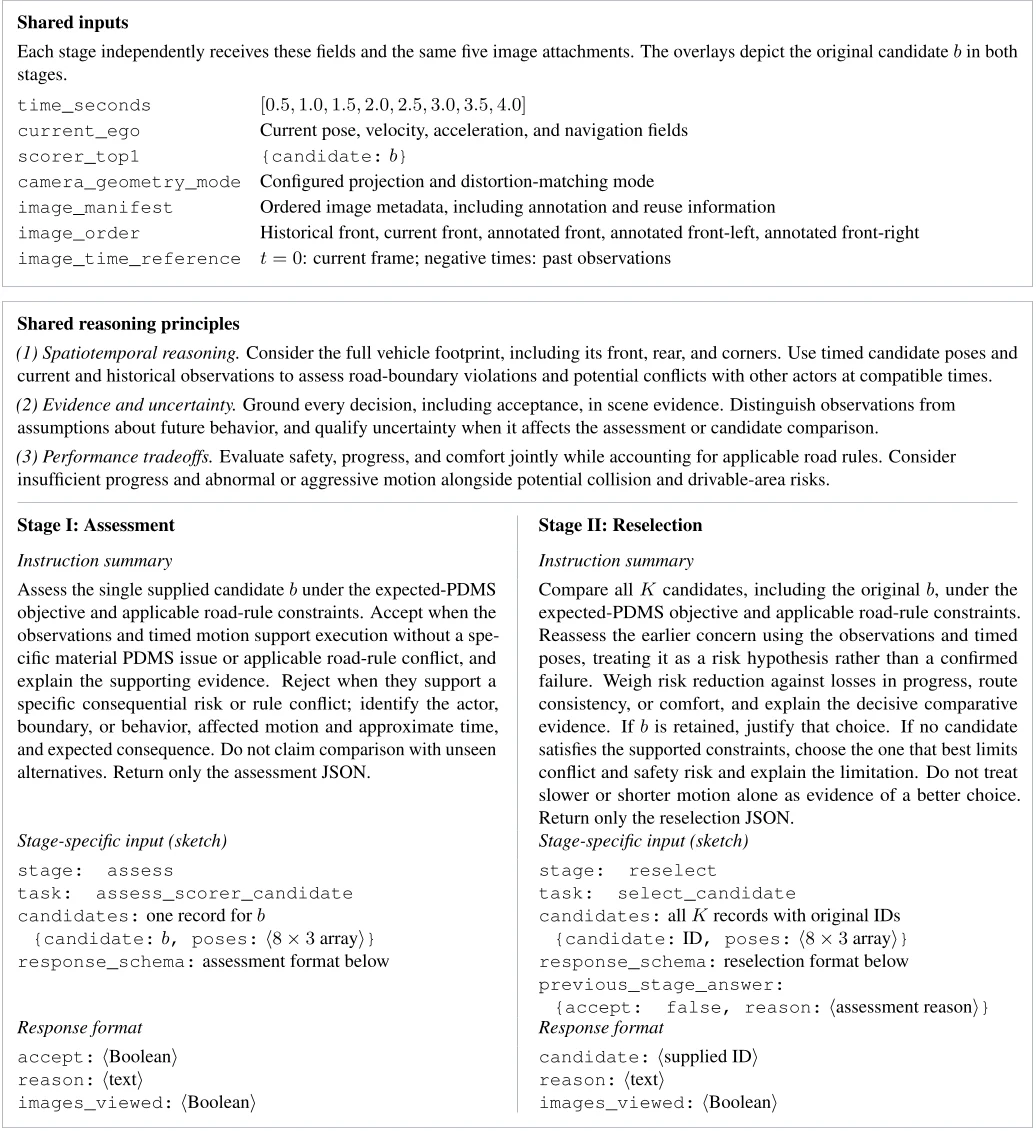 Shared inputs
Each stage independently receives these fields and the same five image attachments. The overlays depict the original candidate b in both
stages.
time_seconds [0.5, 1.0, 1.5, 2.0, 2.5, 3.0, 3.5, 4.0]
current_ego Current pose, velocity, acceleration, and navigation fields
scorer_top1 {candidate: b}
camera_geometry_mode Configured projection and distortion-matching mode
image_manifest Ordered image metadata, including annotation and reuse information
image_order Historical front, current front, annotated front, annotated front-left, annotated front-right
image_time_reference t = 0: current frame; negative times: past observations
Shared reasoning principles
(1) Spatiotemporal reasoning. Consider the full vehicle footprint, including its front, rear, and corners. Use timed candidate poses and
current and historical observations to assess road-boundary violations and potential conflicts with other actors at compatible times.
(2) Evidence and uncertainty. Ground every decision, including acceptance, in scene evidence. Distinguish observations from
assumptions about future behavior, and qualify uncertainty when it affects the assessment or candidate comparison.
(3) Performance tradeoffs. Evaluate safety, progress, and comfort jointly while accounting for applicable road rules. Consider
insufficient progress and abnormal or aggressive motion alongside potential collision and drivable-area risks.
Stage I: Assessment
Instruction summary
Assess the single supplied candidate b under the expected-PDMS
objective and applicable road-rule constraints. Accept when the
observations and timed motion support execution without a spe-
cific material PDMS issue or applicable road-rule conflict, and
explain the supporting evidence. Reject when they support a
specific consequential risk or rule conflict; identify the actor,
boundary, or behavior, affected motion and approximate time,
and expected consequence. Do not claim comparison with unseen
alternatives. Return only the assessment JSON.
Stage-specific input (sketch)
stage: assess
task: assess_scorer_candidate
candidates: one record for b
{candidate: b, poses: ⟨8 × 3 array⟩}
response_schema: assessment format below
Response format
accept: ⟨Boolean⟩
reason: ⟨text⟩
images_viewed: ⟨Boolean⟩
Stage II: Reselection
Instruction summary
Compare all K candidates, including the original b, under the
expected-PDMS objective and applicable road-rule constraints.
Reassess the earlier concern using the observations and timed
poses, treating it as a risk hypothesis rather than a confirmed
failure. Weigh risk reduction against losses in progress, route
consistency, or comfort, and explain the decisive comparative
evidence. If b is retained, justify that choice. If no candidate
satisfies the supported constraints, choose the one that best limits
conflict and safety risk and explain the limitation. Do not treat
slower or shorter motion alone as evidence of a better choice.
Return only the reselection JSON.
Stage-specific input (sketch)
stage: reselect
task: select_candidate
candidates: all K records with original IDs
{candidate: ID, poses: ⟨8 × 3 array⟩}
response_schema: reselection format below
previous_stage_answer:
{accept: false, reason: ⟨assessment reason⟩}
Response format
candidate: ⟨supplied ID⟩
reason: ⟨text⟩
images_viewed: ⟨Boolean⟩